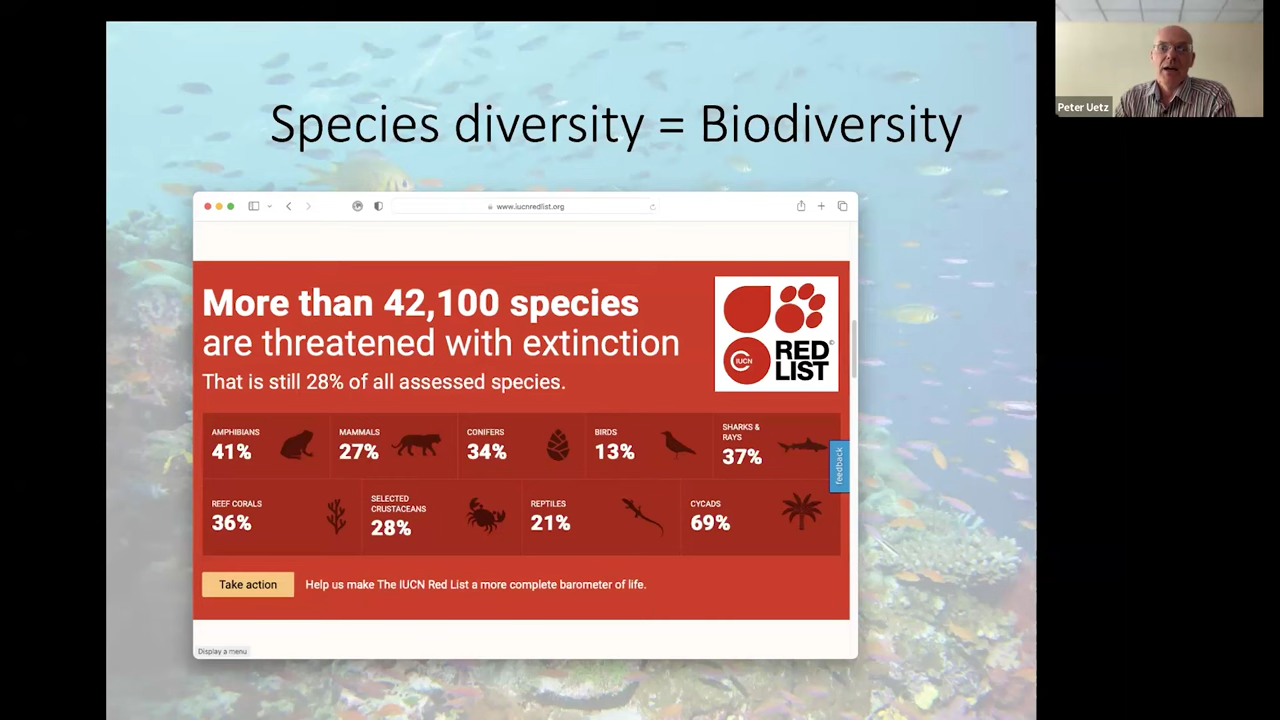 Species diversity = Biodiversity
Peter Uetz
www.iucnredlist.org
More than 42,100 species
are threatened with extinction
That is still 28% of all assessed species.
IUCN
RED
LIST
©
AMPHIBIANS
41%
MAMMALS
27%
CONIFERS
34%
BIRDS
13%
SHARKS &
RAYS
37%
feedback
REEF CORALS
36%
SELECTED
CRUSTACEANS
28%
REPTILES
21%
CYCADS
69%
Take action
Help us make The IUCN Red List a more complete barometer of life.
Display a menu